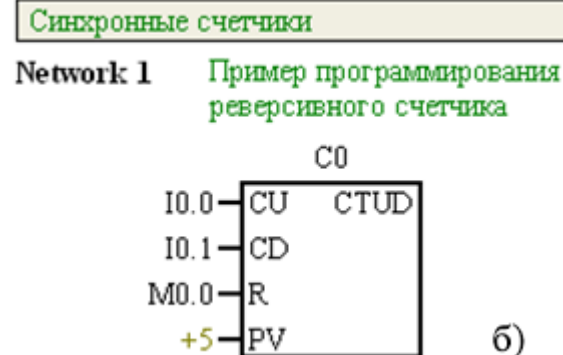 Синхронные счетчики
Network 1 Пример программирования
реверсивного счетчика
C0
I0.0 CU CTUD
I0.1 CD
M0.0 R
+5 PV б)